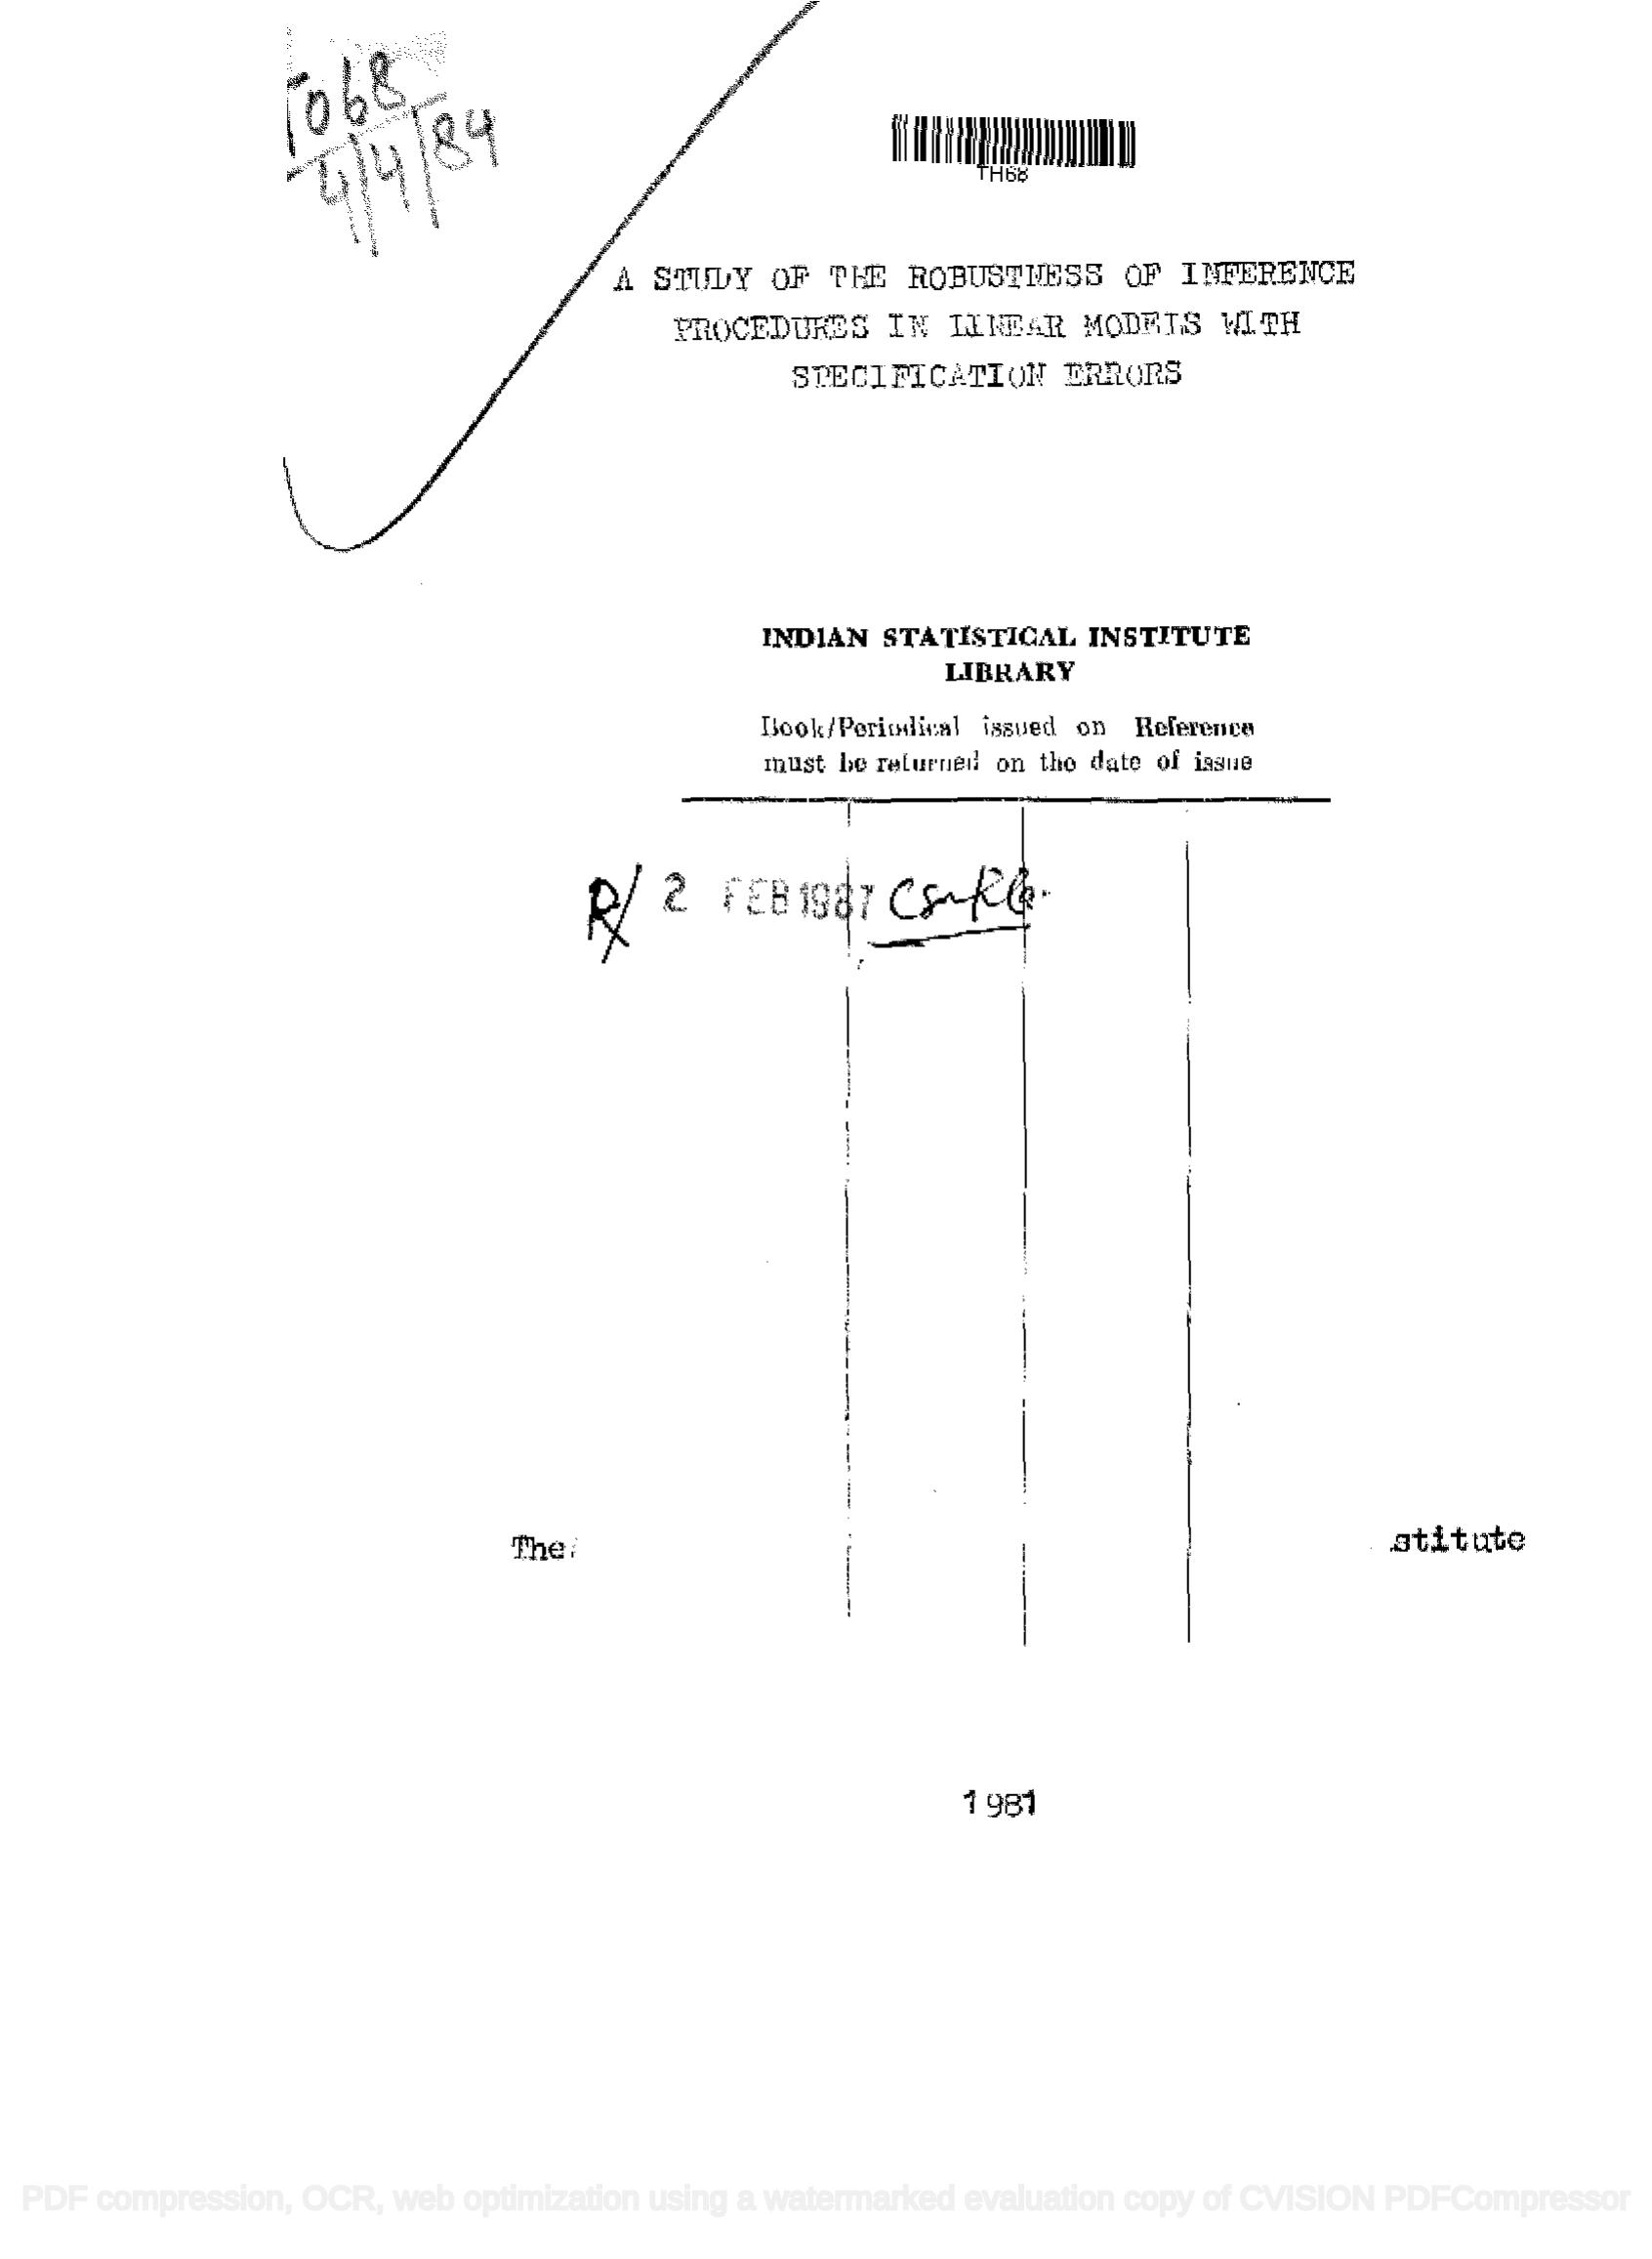 T068
4/4/84
TH68
A STUDY OF THE ROBUSTNESS OF INFERENCE
PROCEDURES IN LINEAR MODELS WITH
SPECIFICATION ERRORS
INDIAN STATISTICAL INSTITUTE
LIBRARY
Book/Periodical issued on Reference
must be returned on the date of issue
2 FEB 1987
The stitute
1981
PDF compression, OCR, web optimization using a watermarked evaluation copy of CVISION PDFCompressor